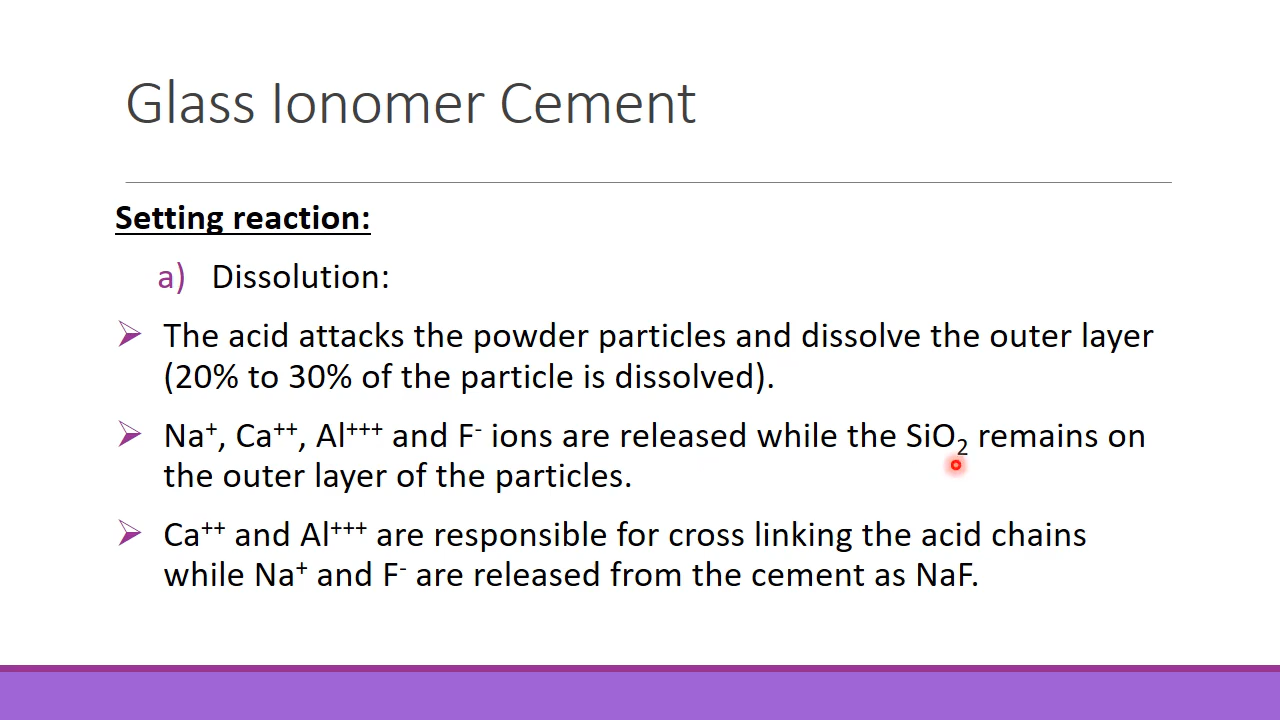 Glass Ionomer Cement
Setting reaction:
a) Dissolution:
➢ The acid attacks the powder particles and dissolve the outer layer
(20% to 30% of the particle is dissolved).
➢ Na⁺, Ca⁺⁺, Al⁺⁺⁺ and F⁻ ions are released while the SiO₂ remains on
the outer layer of the particles.
➢ Ca⁺⁺ and Al⁺⁺⁺ are responsible for cross linking the acid chains
while Na⁺ and F⁻ are released from the cement as NaF.